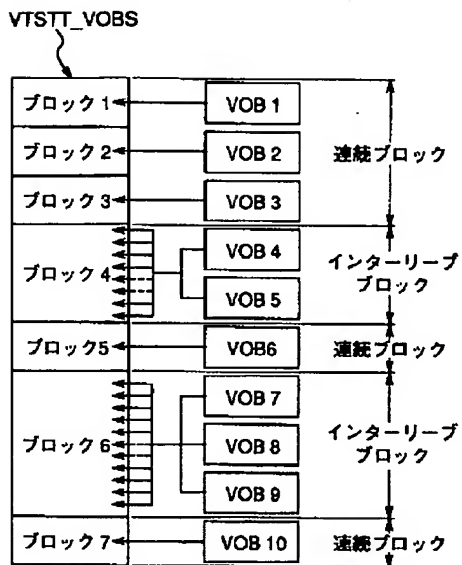 VTSTT_VOBS
ブロック1
VOB 1
ブロック2
VOB 2
連続ブロック
ブロック3
VOB 3
ブロック4
VOB 4
VOB 5
インターリーブ
ブロック
ブロック5
VOB6
連続ブロック
ブロック6
VOB 7
VOB 8
VOB 9
インターリーブ
ブロック
ブロック7
VOB 10
連続ブロック